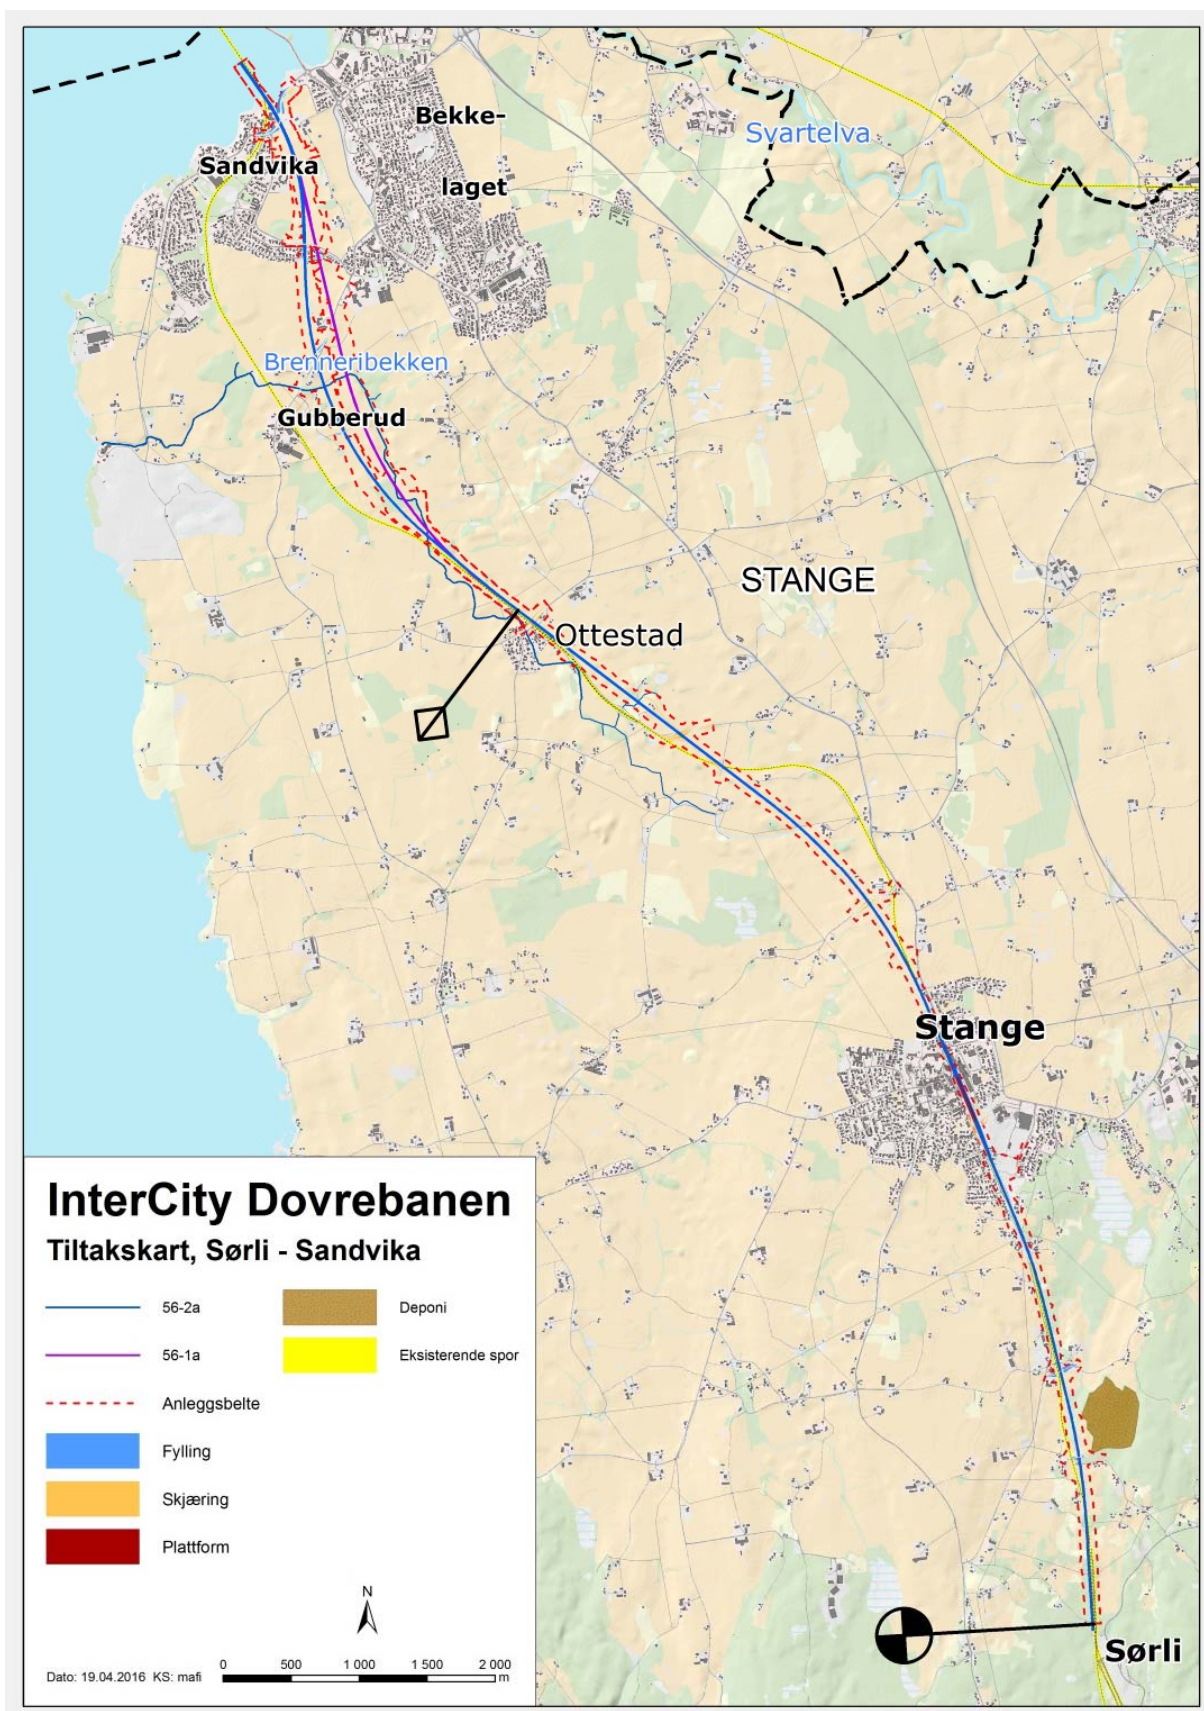 Bekke-
laget
Svartelva
Sandvika
Brenneribekken
Gubberud
STANGE
Ottestad
Stange
Sørli
InterCity Dovrebanen
Tiltakskart, Sørli - Sandvika
56-2a
56-1a
Anleggsbelte
Fylling
Skjæring
Plattform
Deponi
Eksisterende spor
N
Dato: 19.04.2016 KS: mafi
0 500 1 000 1 500 2 000
m